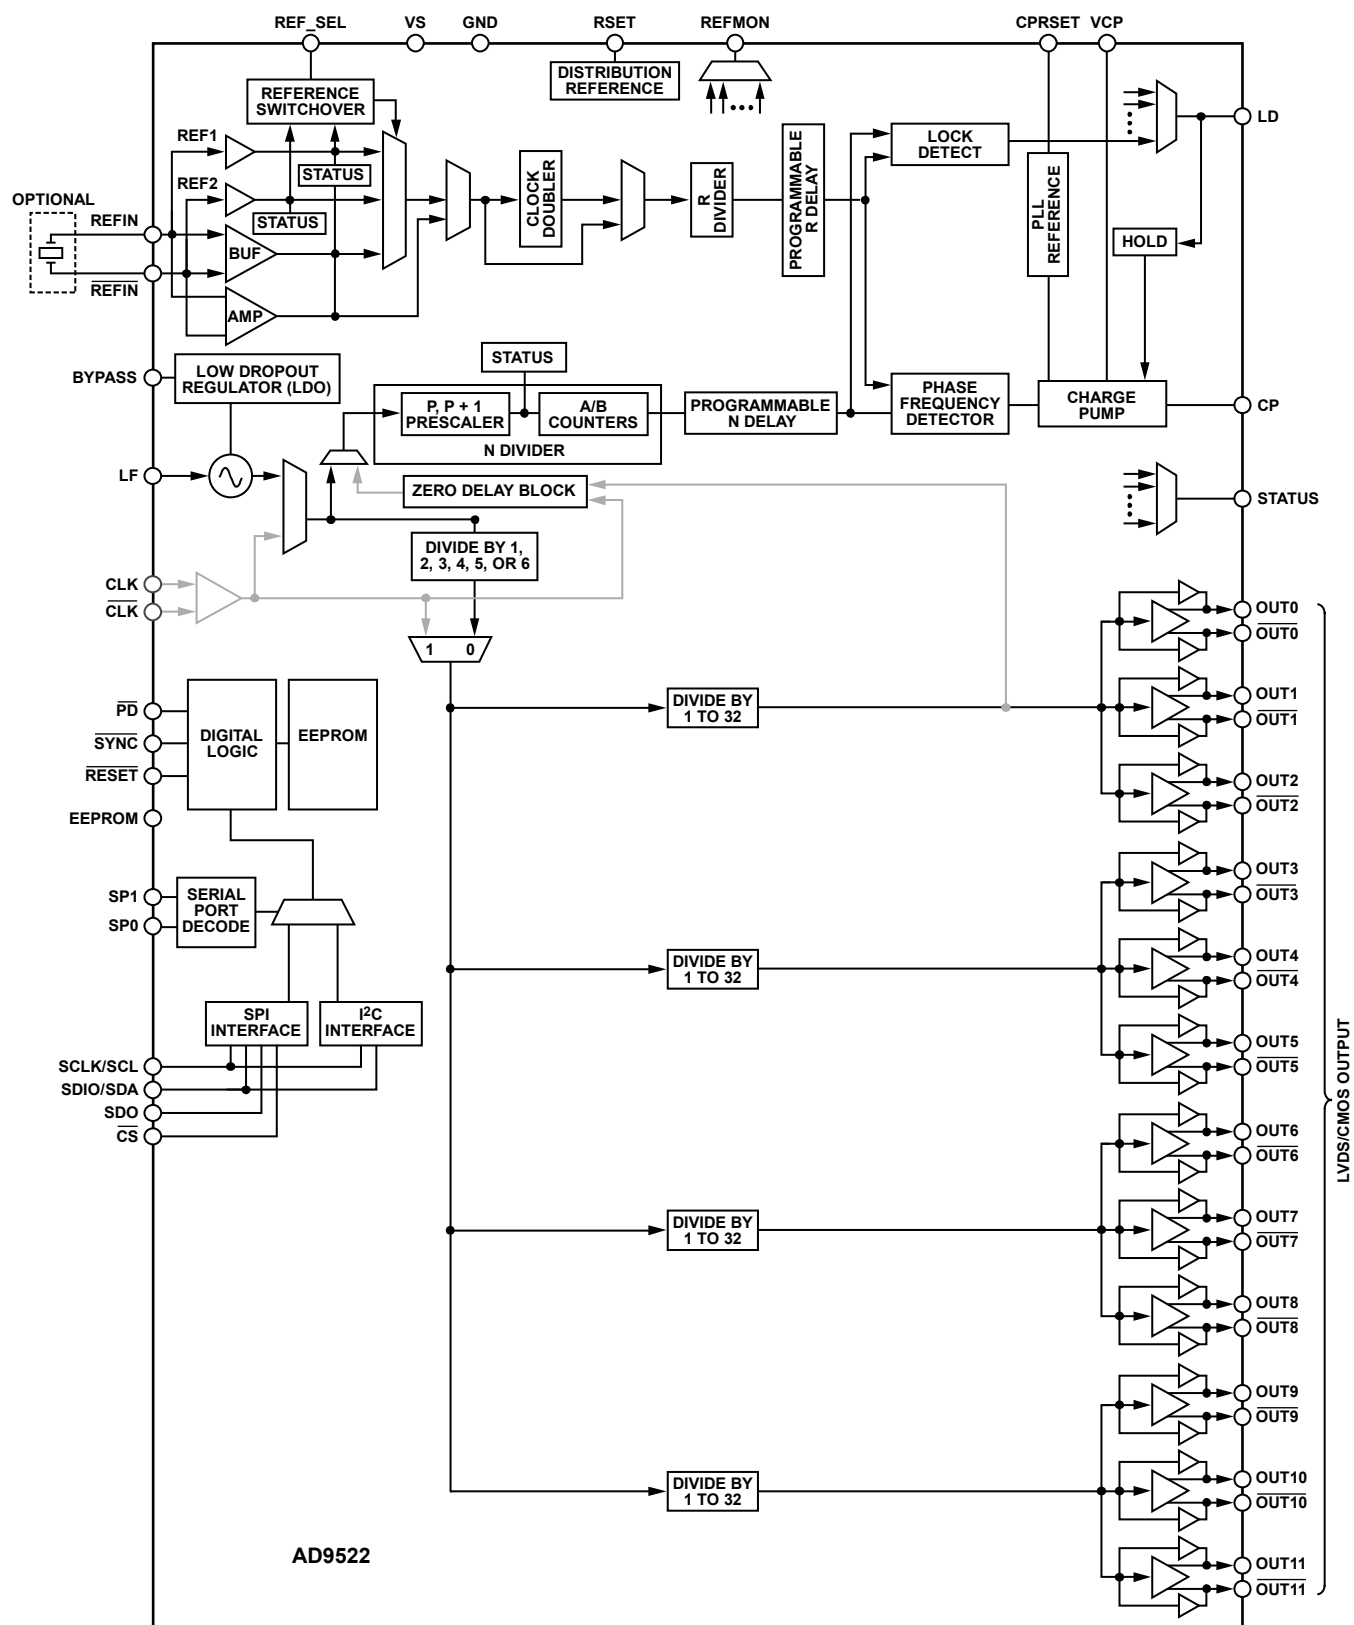 REF_SEL VS GND RSET REFMON CPRSET VCP
DISTRIBUTION
REFERENCE
REFERENCE
SWITCHOVER
REF1
STATUS
REF2
STATUS
OPTIONAL
REFIN
REFIN
BUF
AMP
CLOCK
DOUBLER
R
DIVIDER
PROGRAMMABLE
R DELAY
LOCK
DETECT
PLL
REFERENCE
LD
HOLD
BYPASS
LOW DROPOUT
REGULATOR (LDO)
STATUS
P, P + 1
PRESCALER
A/B
COUNTERS
N DIVIDER
PROGRAMMABLE
N DELAY
PHASE
FREQUENCY
DETECTOR
CHARGE
PUMP
CP
LF
ZERO DELAY BLOCK
STATUS
DIVIDE BY 1,
2, 3, 4, 5, OR 6
CLK
CLK
1 0
OUT0
OUT0
PD
SYNC
RESET
EEPROM
DIGITAL
LOGIC
EEPROM
DIVIDE BY
1 TO 32
OUT1
OUT1
OUT2
OUT2
SP1
SP0
SERIAL
PORT
DECODE
OUT3
OUT3
DIVIDE BY
1 TO 32
OUT4
OUT4
SPI
INTERFACE
I²C
INTERFACE
OUT5
OUT5
SCLK/SCL
SDIO/SDA
SDO
CS
LVDS/CMOS OUTPUT
OUT6
OUT6
DIVIDE BY
1 TO 32
OUT7
OUT7
OUT8
OUT8
OUT9
OUT9
DIVIDE BY
1 TO 32
OUT10
OUT10
AD9522
OUT11
OUT11